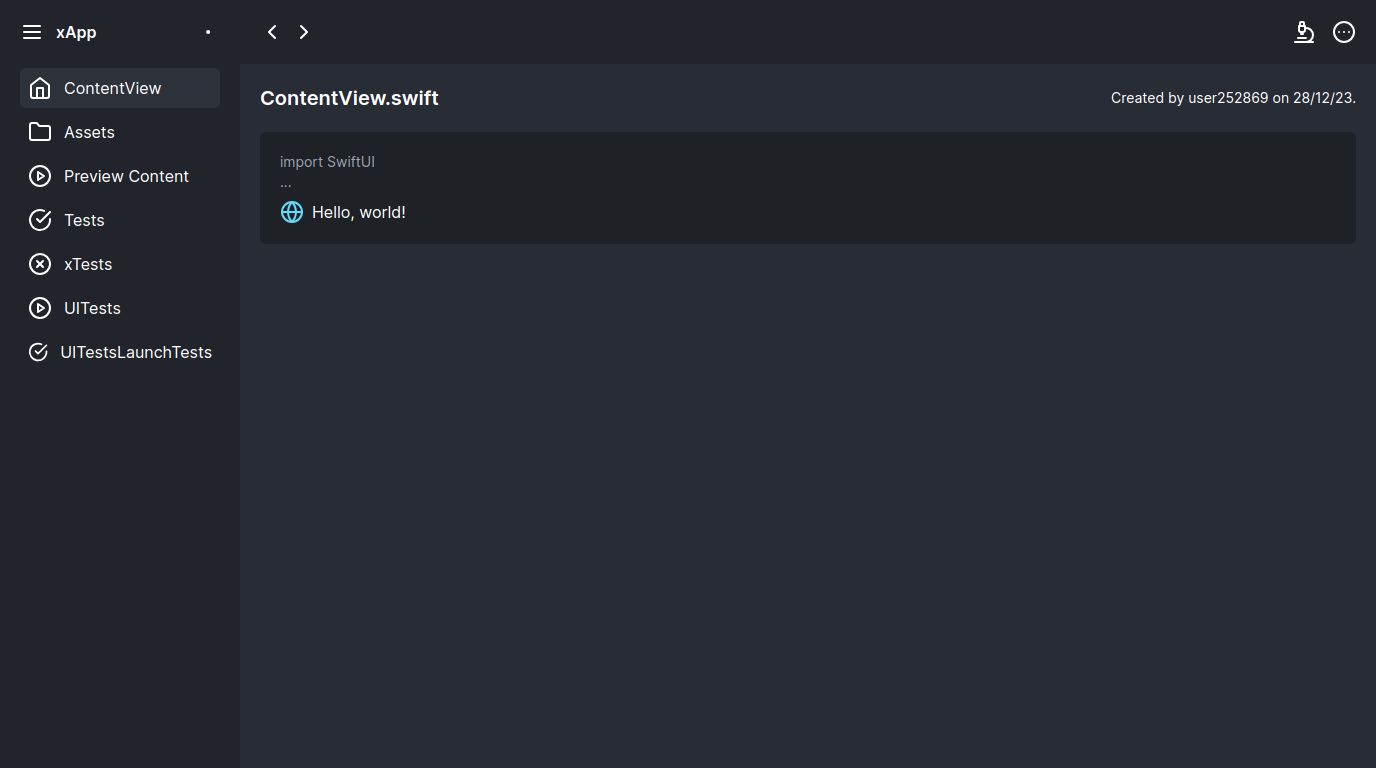 xApp
ContentView
Assets
Preview Content
Tests
xTests
UITests
UITestsLaunchTests
ContentView.swift
Created by user252869 on 28/12/23.
import SwiftUI
...
Hello, world!